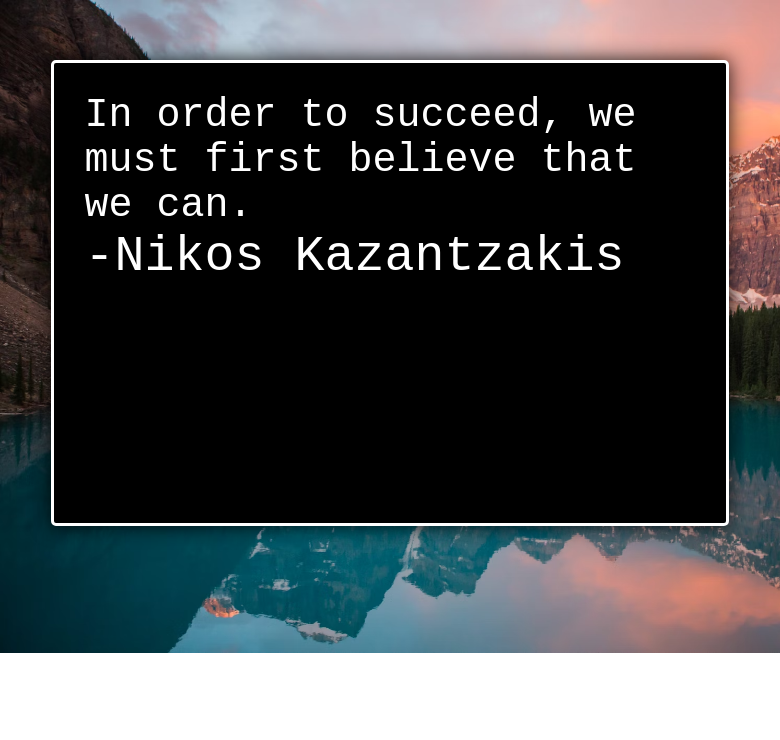 In order to succeed, we
must first believe that
we can.
-Nikos Kazantzakis